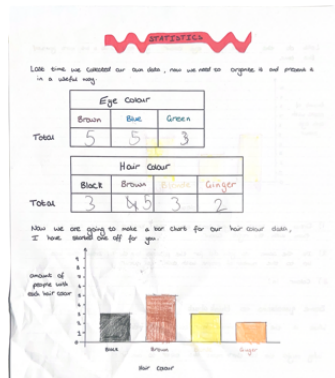 STATISTICS
Last time we collected our own data, now we need to organise it and present it
in a useful way.
Eye Colour
Brown Blue Green
Total 5 5 3
Hair Colour
Black Brown Blonde Ginger
Total 3 5 3 2
Now we are going to make a bar chart for our hair colour data,
I have started one off for you.
amount of
people with
each hair colour
Black Brown Ginger
Hair Colour